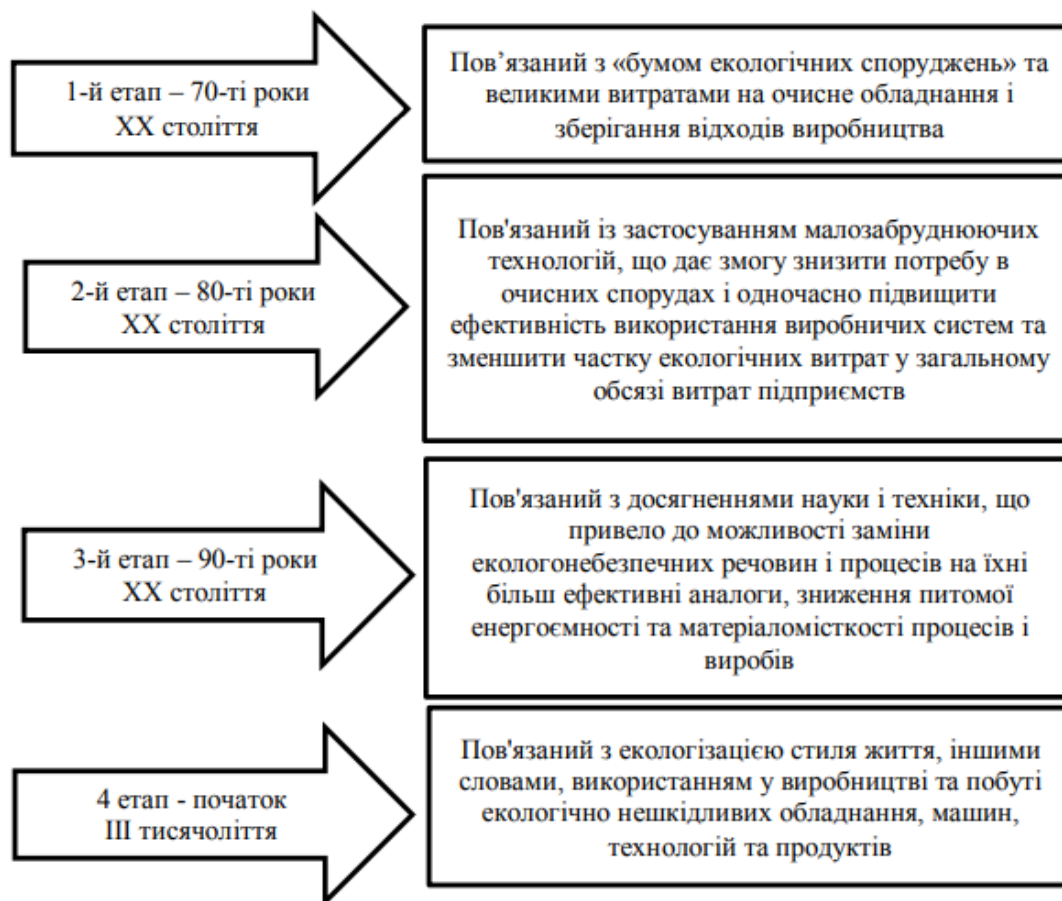 1-й етап – 70-ті роки
ХХ століття
Пов’язаний з «бумом екологічних споруджень» та
великими витратами на очисне обладнання і
зберігання відходів виробництва
2-й етап – 80-ті роки
ХХ століття
Пов'язаний із застосуванням малозабруднюючих
технологій, що дає змогу знизити потребу в
очисних спорудах і одночасно підвищити
ефективність використання виробничих систем та
зменшити частку екологічних витрат у загальному
обсязі витрат підприємств
3-й етап – 90-ті роки
ХХ століття
Пов'язаний з досягненнями науки і техніки, що
привело до можливості заміни
екологонебезпечних речовин і процесів на їхні
більш ефективні аналоги, зниження питомої
енергоємності та матеріаломісткості процесів і
виробів
4 етап - початок
ІІІ тисячоліття
Пов'язаний з екологізацією стиля життя, іншими
словами, використанням у виробництві та побуті
екологічно нешкідливих обладнання, машин,
технологій та продуктів